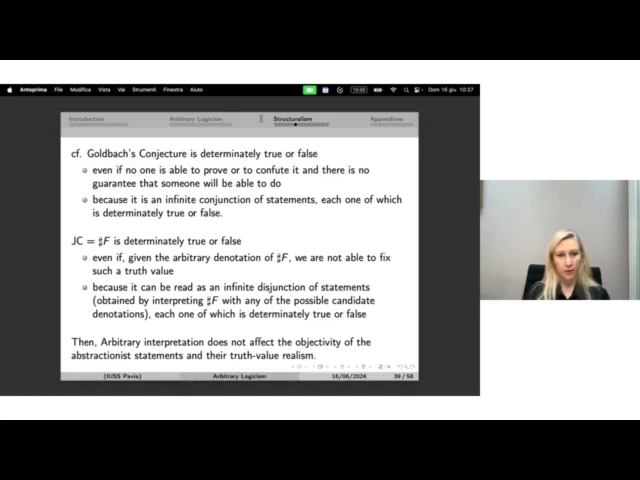 Anteprima File Modifica Vista Vai Strumenti Finestra Aiuto Dom 16 giu 10:37
Introduction Arbitrary Logicism Structuralism Appendices
cf. Goldbach's Conjecture is determinately true or false
even if no one is able to prove or to confute it and there is no
guarantee that someone will be able to do
because it is an infinite conjunction of statements, each one of which
is determinately true or false.
JC = ♯F is determinately true or false
even if, given the arbitrary denotation of ♯F, we are not able to fix
such a truth value
because it can be read as an infinite disjunction of statements
(obtained by interpreting ♯F with any of the possible candidate
denotations), each one of which is determinately true or false
Then, Arbitrary interpretation does not affect the objectivity of the
abstractionist statements and their truth-value realism.
(IUSS Pavia) Arbitrary Logicism 16/06/2024 39 / 58